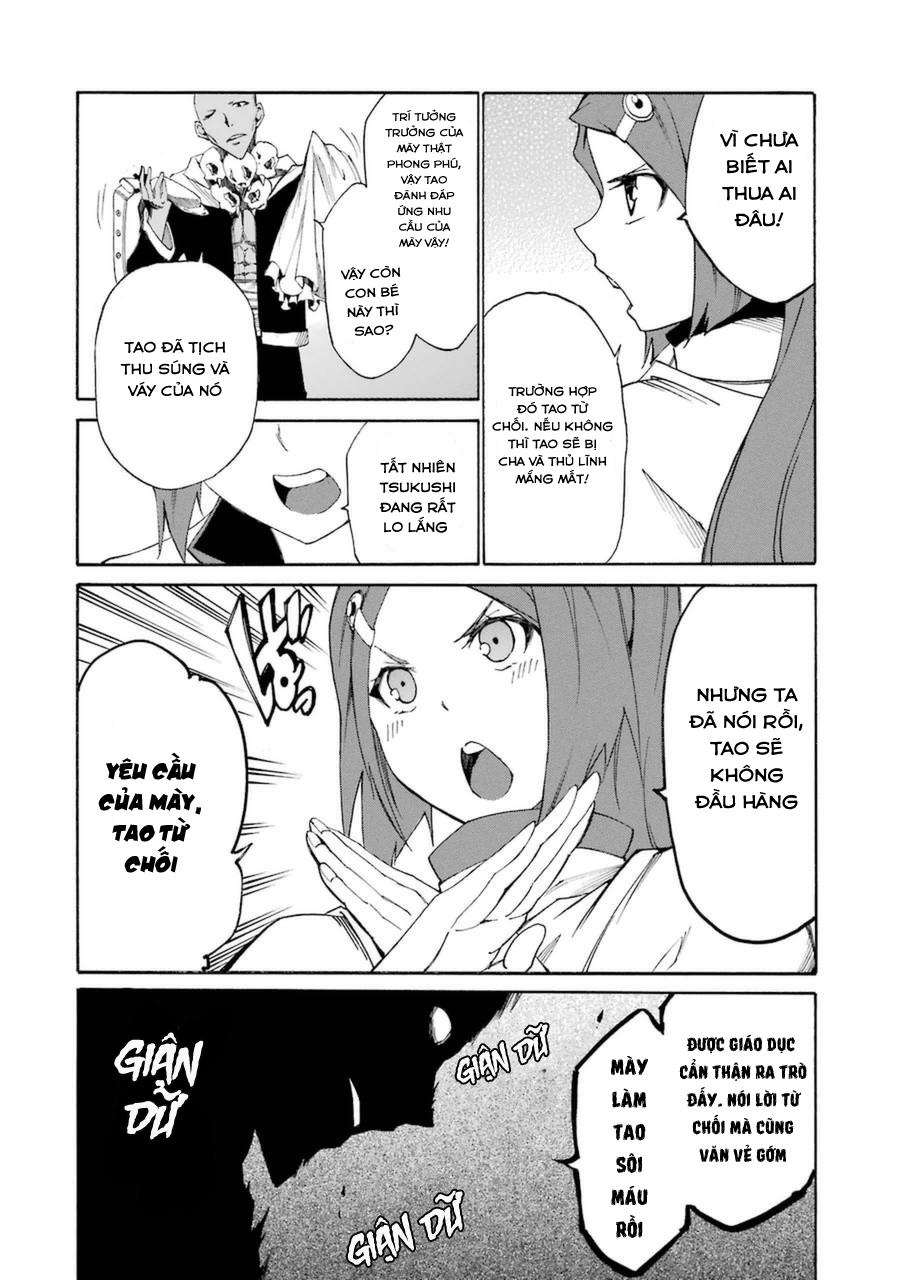 VÌ CHƯA
BIẾT AI
THUA AI
ĐÂU!
TRƯỜNG HỢP
ĐÓ TAO TỪ
CHỐI. NẾU KHÔNG
THÌ TAO SẼ BỊ
CHA VÀ THỦ LĨNH
MẮNG MẤT!
TRÍ TƯỞNG
TRƯỞNG CỦA
MÀY THẬT
PHONG PHÚ,
VẬY TAO
ĐÀNH ĐÁP
ỨNG NHU
CẦU CỦA
MÀY VẬY!
VẬY CÒN
CON BÉ
NÀY THÌ
SAO?
TAO ĐÃ TỊCH
THU SÚNG VÀ
VÁY CỦA NÓ
TẤT NHIÊN
TSUKUSHI
ĐANG RẤT
LO LẮNG
NHƯNG TA
ĐÃ NÓI RỒI,
TAO SẼ
KHÔNG
ĐẦU HÀNG
YÊU CẦU
CỦA MÀY,
TAO TỪ
CHỐI
ĐƯỢC GIÁO DỤC
CẨN THẬN RA TRÒ
ĐẤY. NÓI LỜI TỪ
CHỐI MÀ CŨNG
VĂN VẺ GỚM
MÀY
LÀM
TAO
SÔI
MÁU
RỒI
GIẬN DỮ
GIẬN
DỮ
GIẬN DỮ